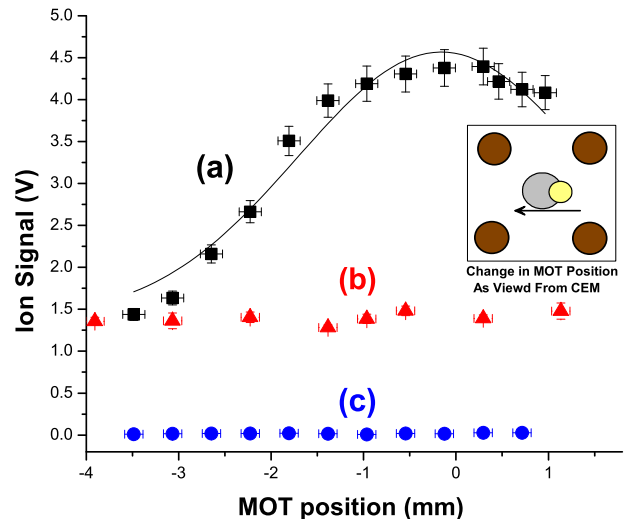 5.0
4.5
4.0
3.5
3.0
2.5
2.0
1.5
1.0
0.5
0.0
Ion Signal (V)
(a)
(b)
(c)
Change in MOT Position
As Viewd From CEM
-4
-3
-2
-1
0
1
MOT position (mm)